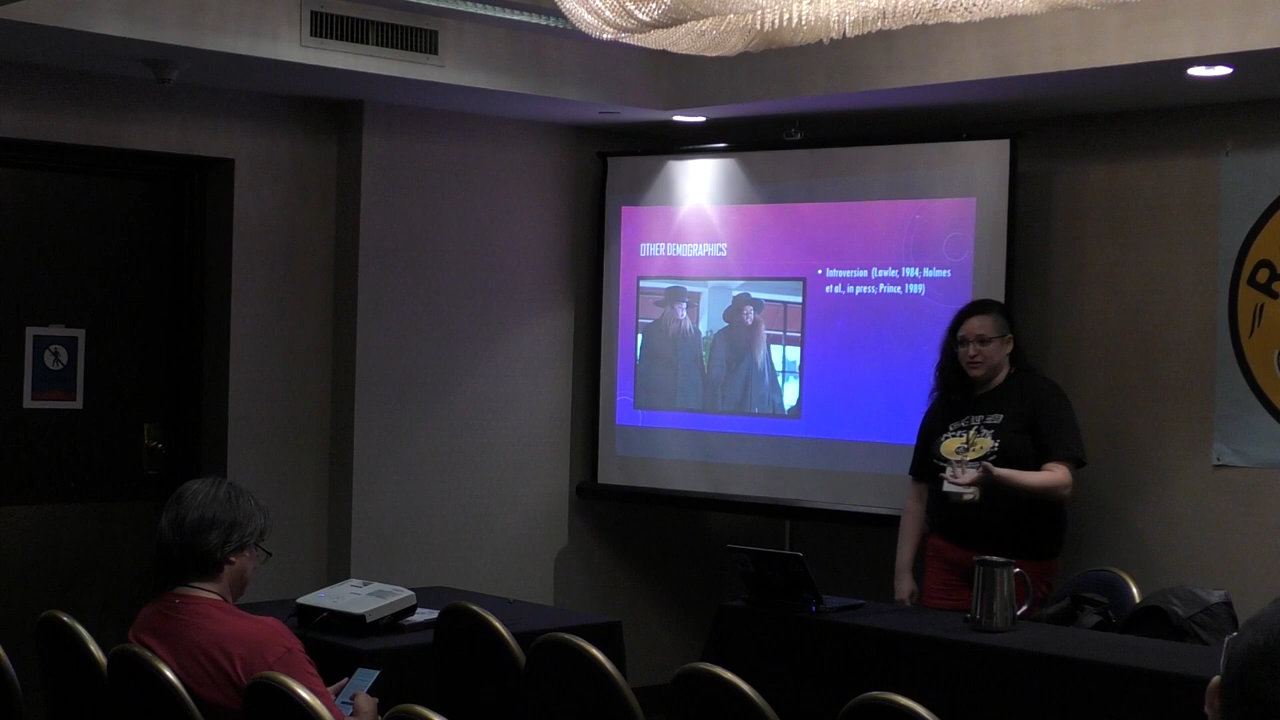 OTHER DEMOGRAPHICS
• Introversion (Lawler, 1984; Holmes
et al., in press; Prince, 1989)